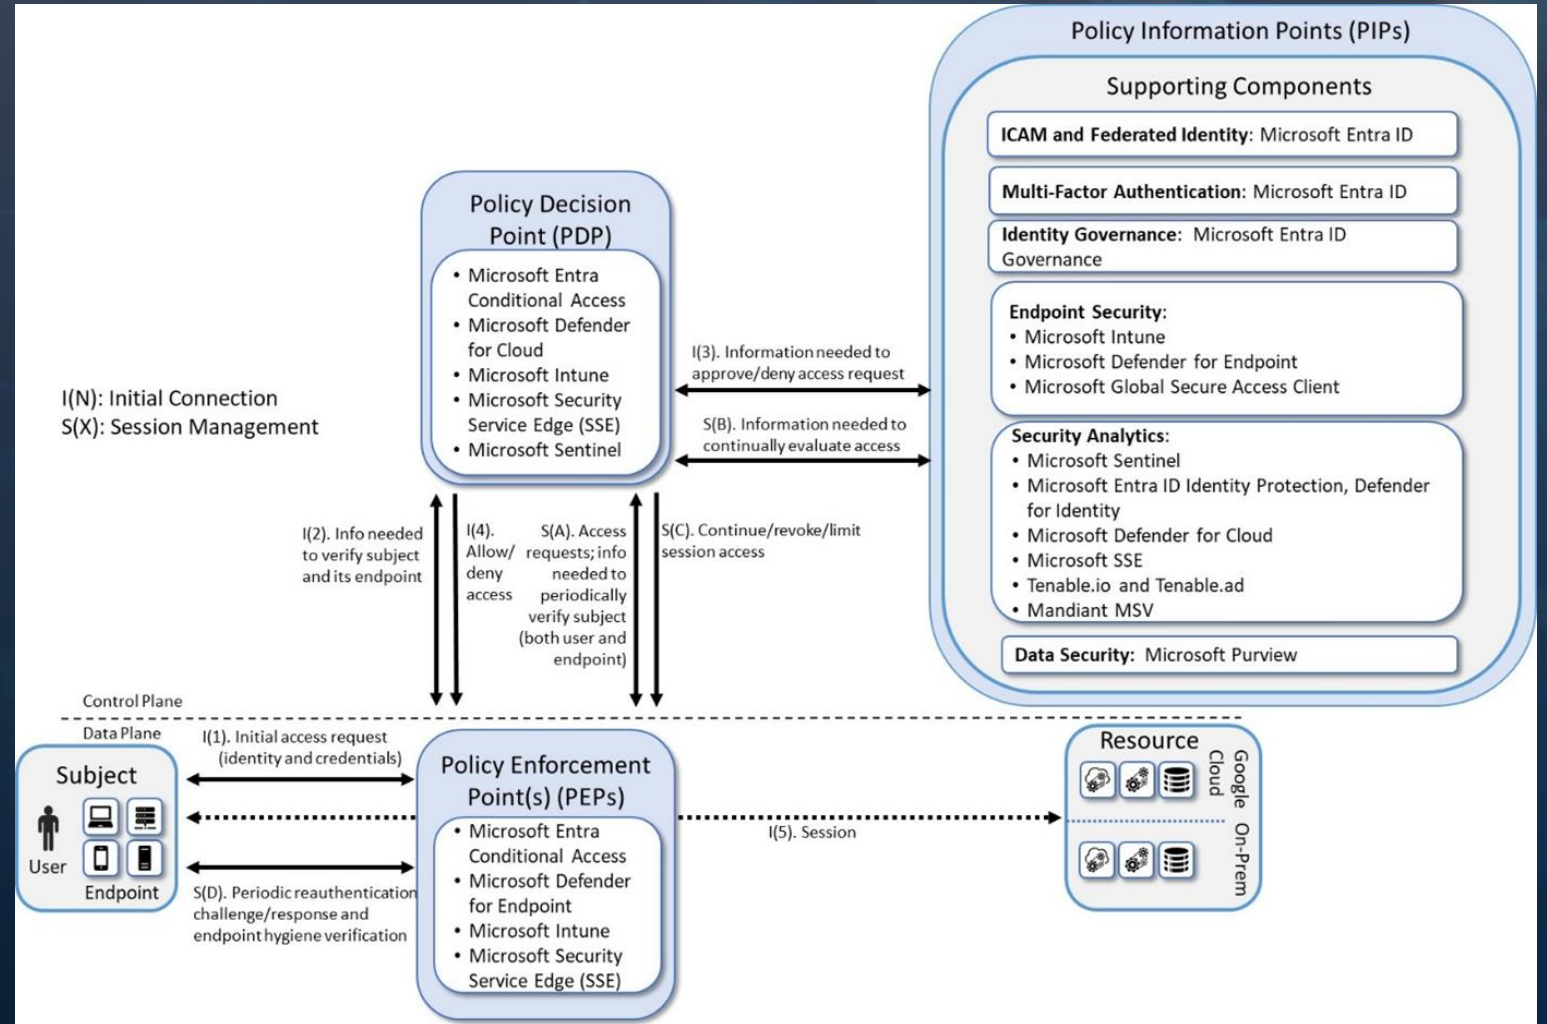 Policy Information Points (PIPs)
Supporting Components
ICAM and Federated Identity: Microsoft Entra ID
Multi-Factor Authentication: Microsoft Entra ID
Identity Governance: Microsoft Entra ID
Governance
Endpoint Security:
• Microsoft Intune
• Microsoft Defender for Endpoint
• Microsoft Global Secure Access Client
Security Analytics:
• Microsoft Sentinel
• Microsoft Entra ID Identity Protection, Defender
for Identity
• Microsoft Defender for Cloud
• Microsoft SSE
• Tenable.io and Tenable.ad
• Mandiant MSV
Data Security: Microsoft Purview
Policy Decision
Point (PDP)
• Microsoft Entra
Conditional Access
• Microsoft Defender
for Cloud
• Microsoft Intune
• Microsoft Security
Service Edge (SSE)
• Microsoft Sentinel
I(3). Information needed to
approve/deny access request
S(B). Information needed to
continually evaluate access
I(N): Initial Connection
S(X): Session Management
I(2). Info needed
to verify subject
and its endpoint
I(4).
Allow/
deny
access
S(A). Access
requests; info
needed to
periodically
verify subject
(both user and
endpoint)
S(C). Continue/revoke/limit
session access
Control Plane
Data Plane
I(1). Initial access request
(identity and credentials)
Subject
User
Endpoint
S(D). Periodic reauthentication
challenge/response and
endpoint hygiene verification
Policy Enforcement
Point(s) (PEPs)
• Microsoft Entra
Conditional Access
• Microsoft Defender
for Endpoint
• Microsoft Intune
• Microsoft Security
Service Edge (SSE)
I(5). Session
Resource
Google
Cloud
On-Prem